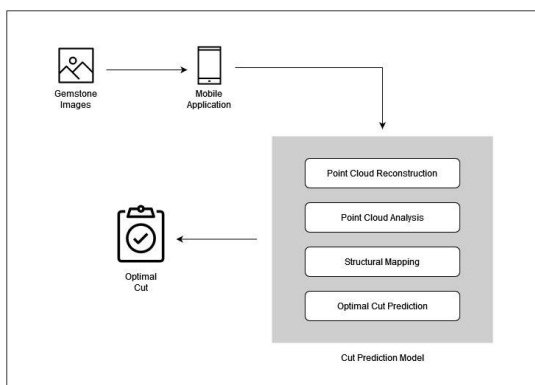 Gemstone
Images
Mobile
Application
Point Cloud Reconstruction
Point Cloud Analysis
Structural Mapping
Optimal Cut Prediction
Cut Prediction Model
Optimal
Cut